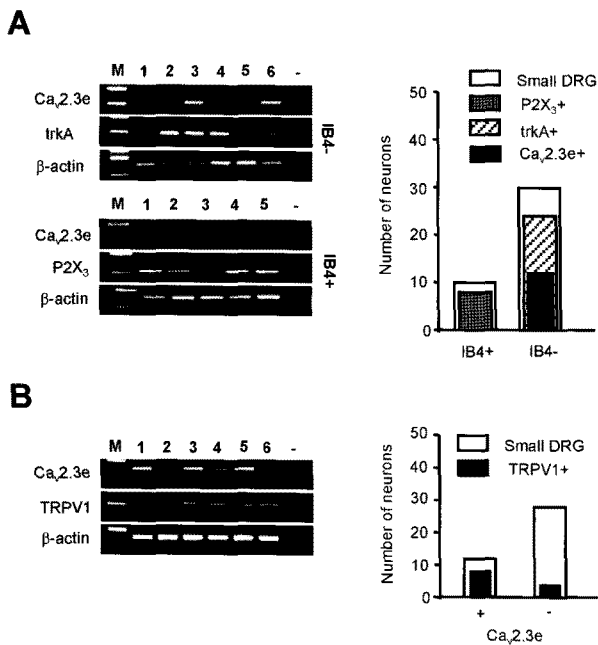 A
M 1 2 3 4 5 6 -
Caᵥ2.3e
trkA
β-actin
IB4-
M 1 2 3 4 5 -
Caᵥ2.3e
P2X₃
β-actin
IB4+
Small DRG
P2X₃+
trkA+
Caᵥ2.3e+
Number of neurons
50
40
30
20
10
0
IB4+ IB4-
B
M 1 2 3 4 5 6 -
Caᵥ2.3e
TRPV1
β-actin
Small DRG
TRPV1+
Number of neurons
50
40
30
20
10
0
+ -
Caᵥ2.3e